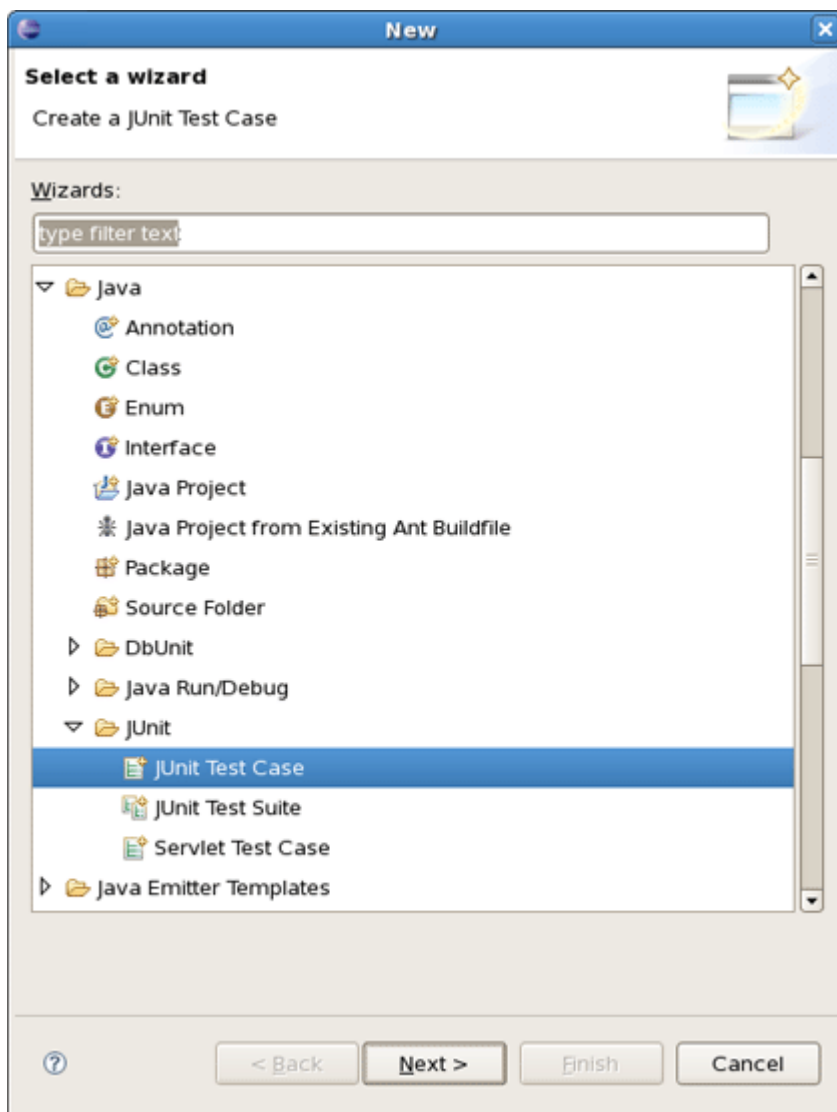 New
Select a wizard
Create a JUnit Test Case
Wizards:
type filter text
Java
Annotation
Class
Enum
Interface
Java Project
Java Project from Existing Ant Buildfile
Package
Source Folder
DbUnit
Java Run/Debug
JUnit
JUnit Test Case
JUnit Test Suite
Servlet Test Case
Java Emitter Templates
? < Back Next > Finish Cancel